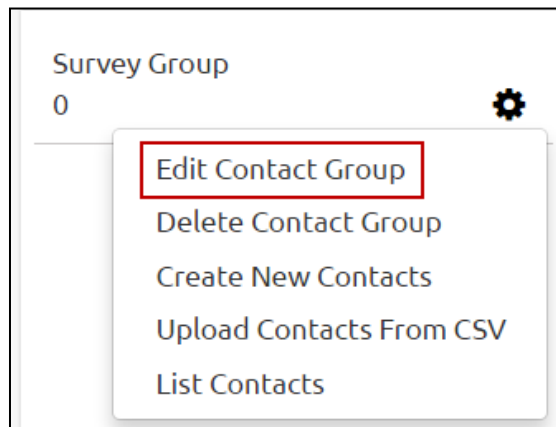 Survey Group
0
Edit Contact Group
Delete Contact Group
Create New Contacts
Upload Contacts From CSV
List Contacts